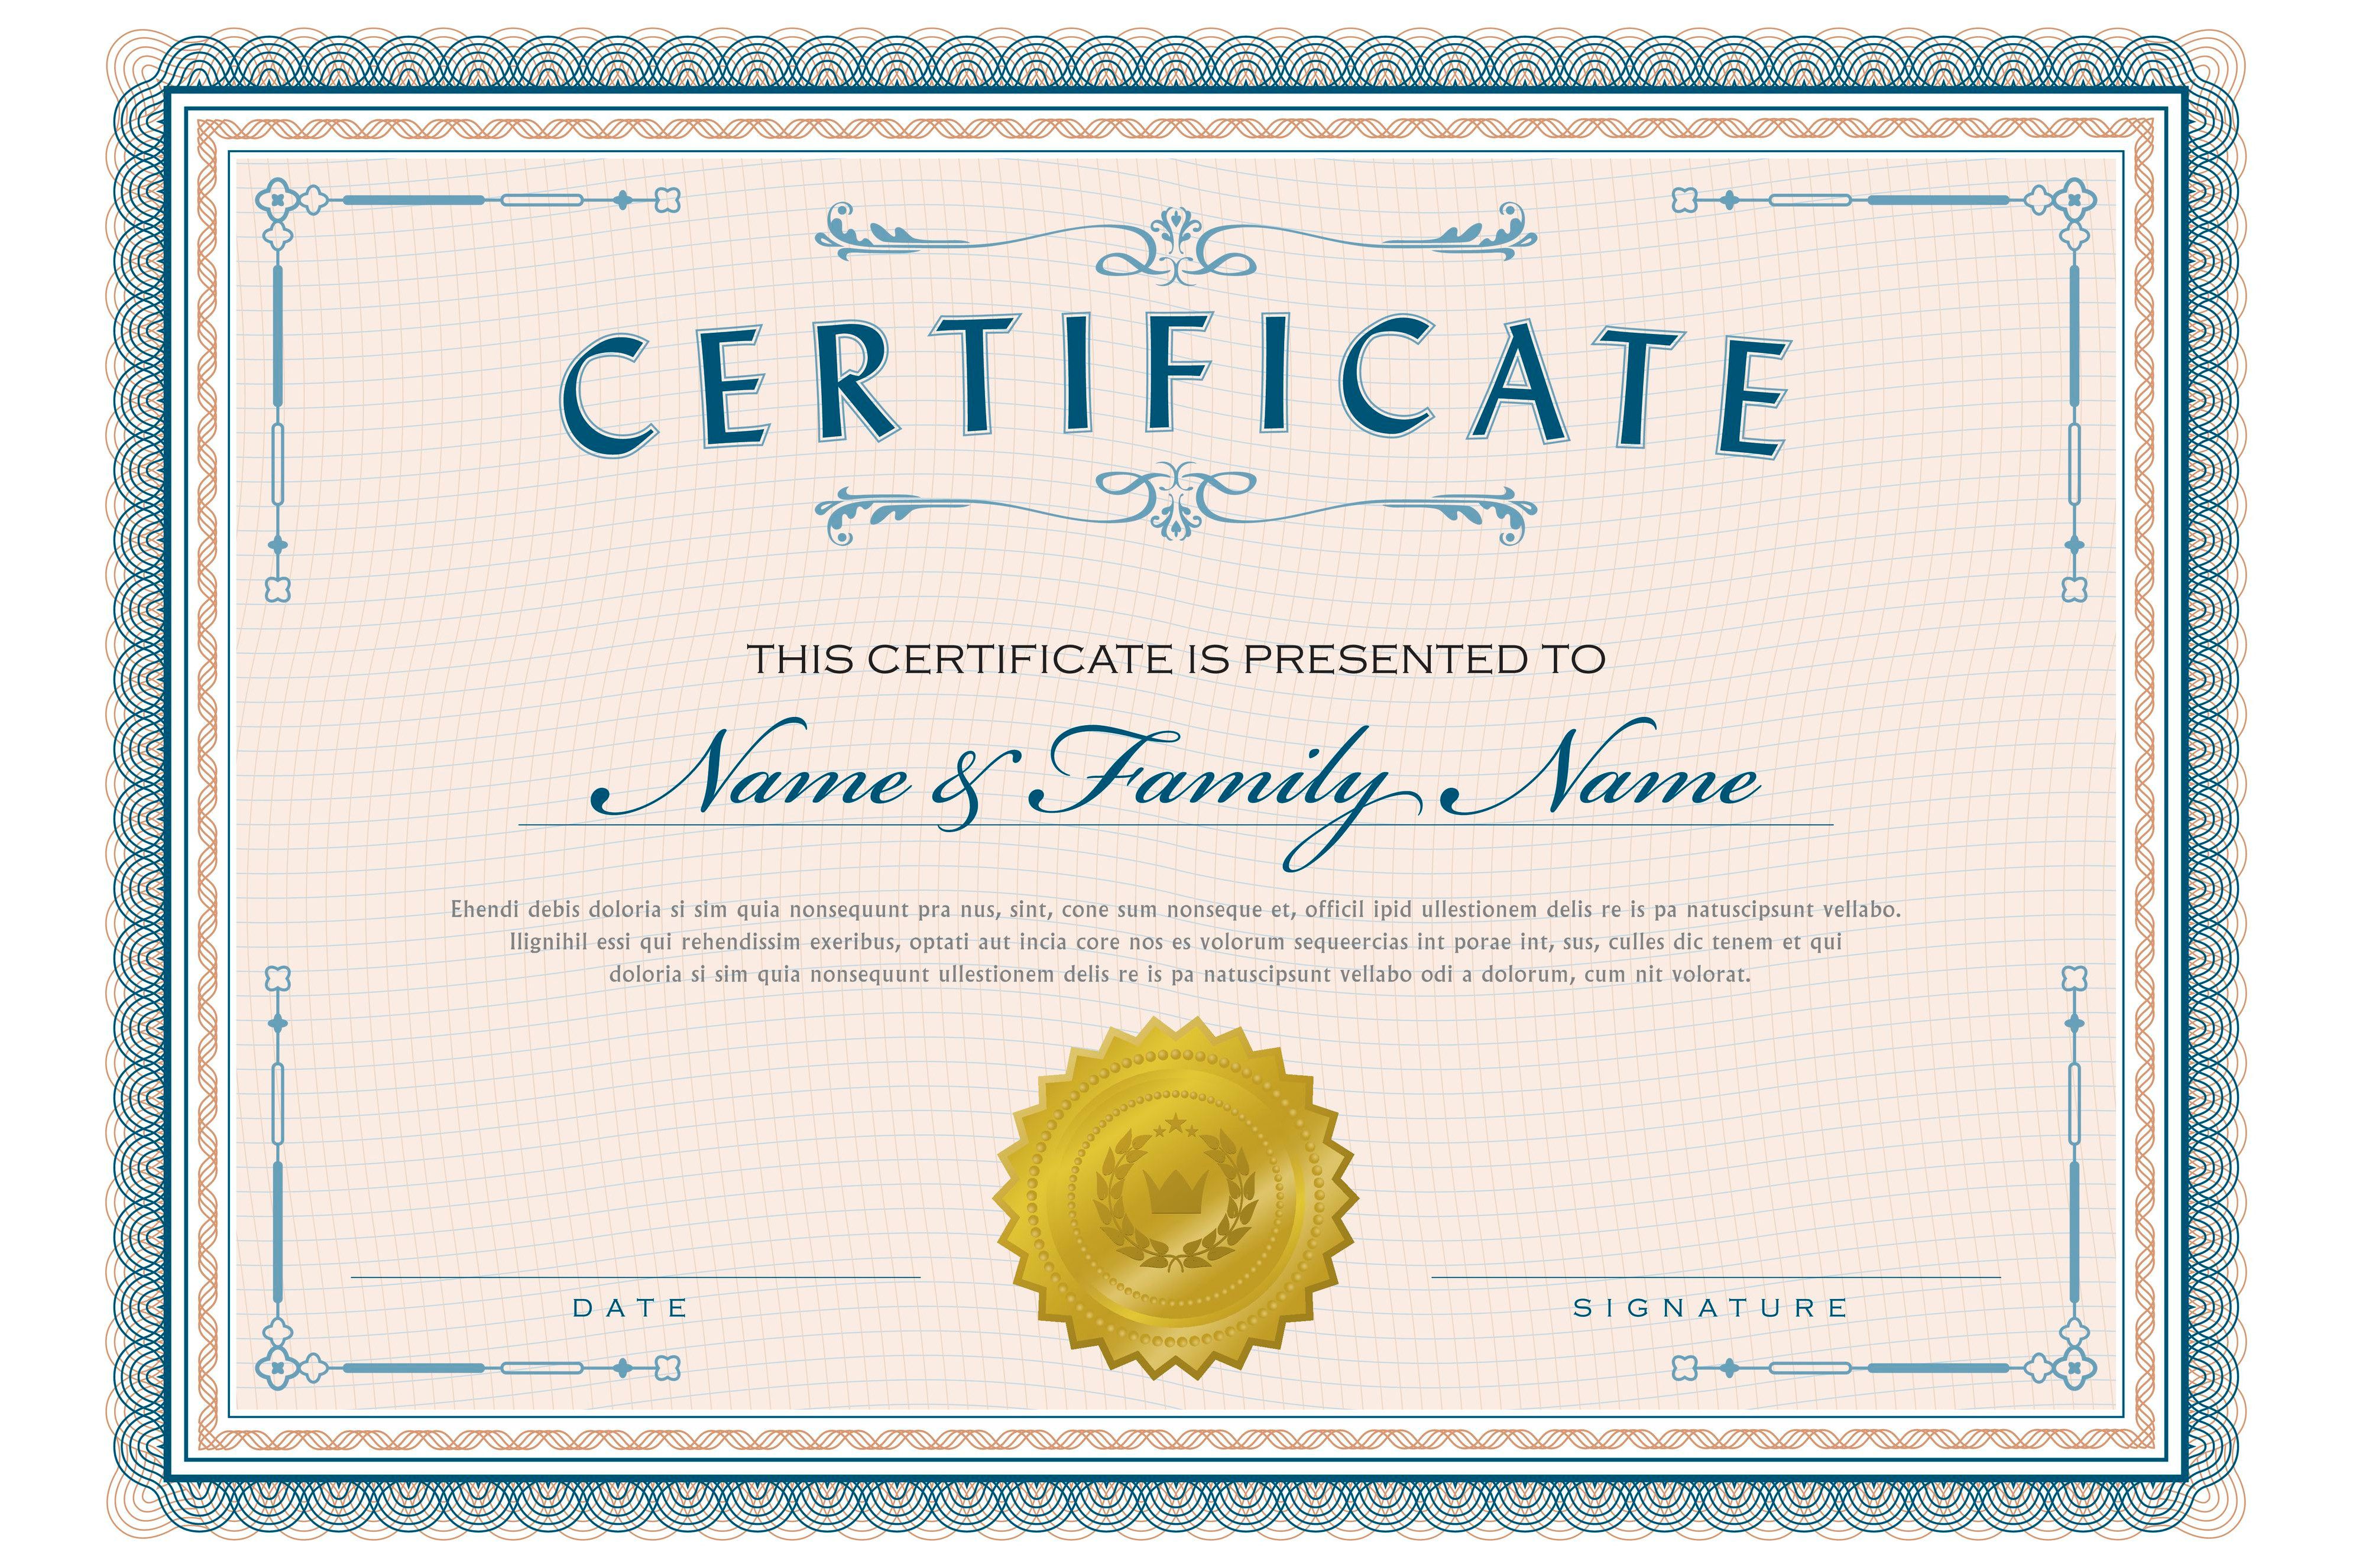 CERTIFICATE
THIS CERTIFICATE IS PRESENTED TO
Name & Family Name
Ehendi debis doloria si sim quia nonsequunt pra nus, sint, cone sum nonseque et, officil ipid ullestionem delis re is pa natuscipsunt vellabo.
Ilignihil essi qui rehendissim exeribus, optati aut incia core nos es volorum sequeercias int porae int, sus, culles dic tenem et qui
doloria si sim quia nonsequunt ullestionem delis re is pa natuscipsunt vellabo odi a dolorum, cum nit volorat.
DATE
SIGNATURE